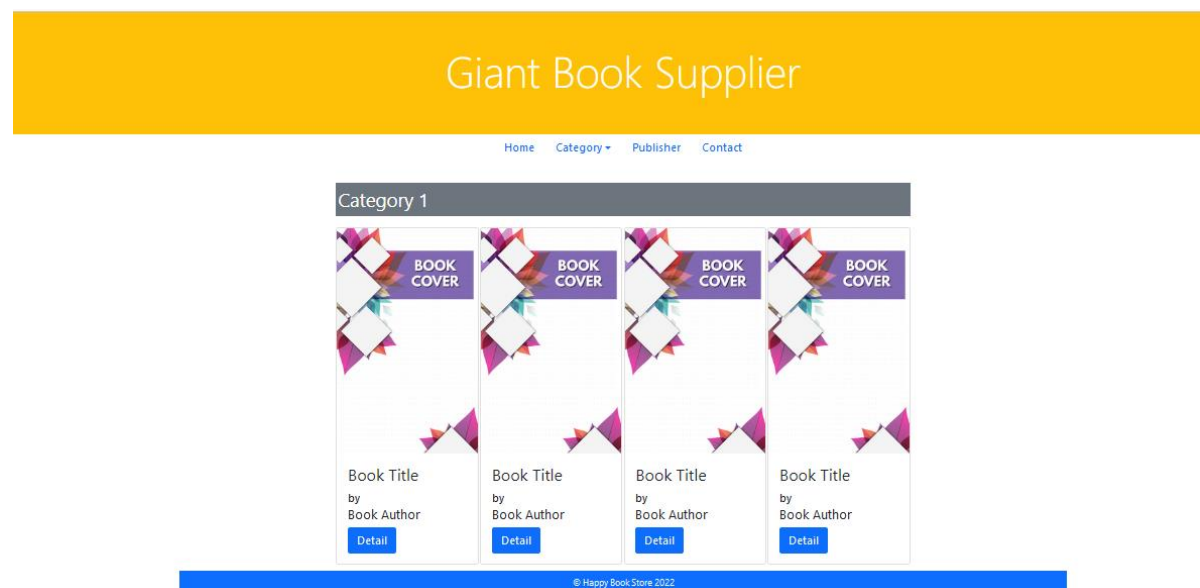 Giant Book Supplier
Home Category Publisher Contact
Category 1
BOOK COVER
BOOK COVER
BOOK COVER
BOOK COVER
Book Title
by
Book Author
Detail
Book Title
by
Book Author
Detail
Book Title
by
Book Author
Detail
Book Title
by
Book Author
Detail
© Happy Book Store 2022